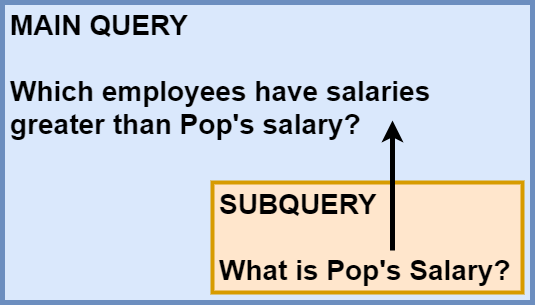 MAIN QUERY
Which employees have salaries
greater than Pop's salary?
SUBQUERY
What is Pop's Salary?